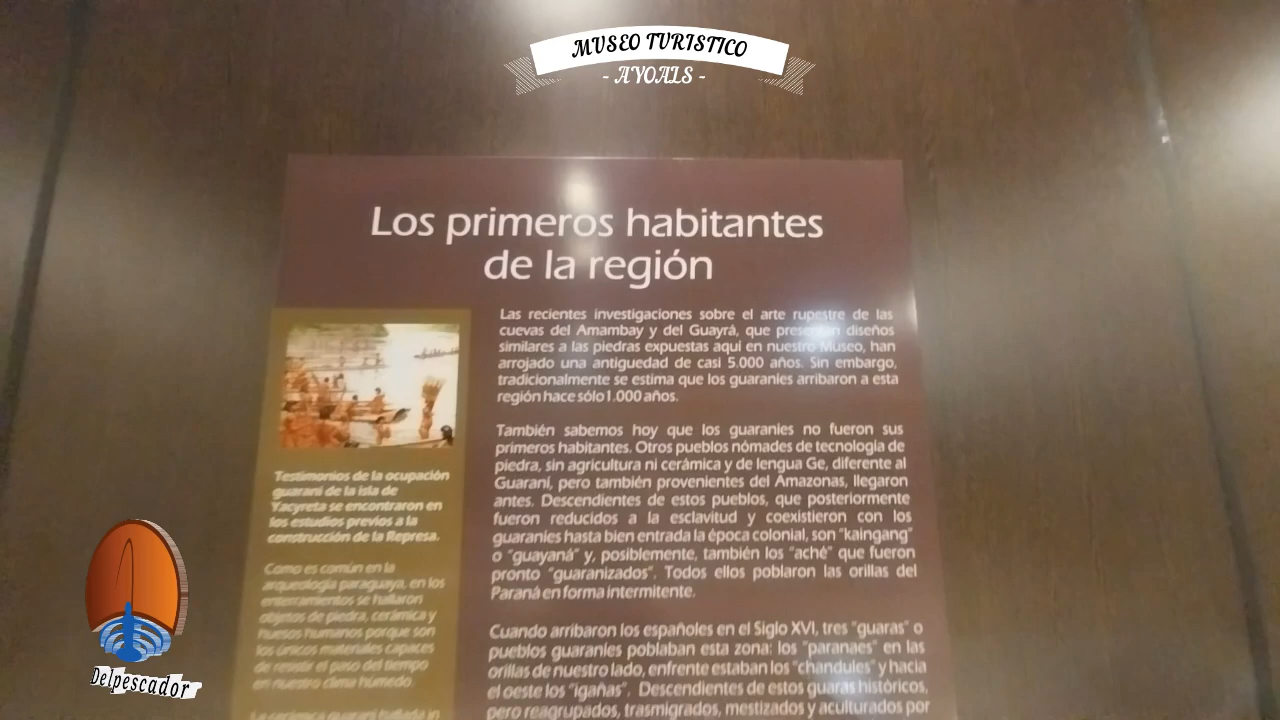 MUSEO TURISTICO
- AYOALS -
Los primeros habitantes
de la región
Las recientes investigaciones sobre el arte rupestre de las
cuevas del Amambay y del Guayrá, que presentan diseños
similares a las piedras expuestas aqui en nuestro Museo, han
arrojado una antiguedad de casi 5.000 años. Sin embargo,
tradicionalmente se estima que los guaraníes arribaron a esta
región hace sólo 1.000 años.
También sabemos hoy que los guaraníes no fueron sus
primeros habitantes. Otros pueblos nómades de tecnología de
piedra, sin agricultura ni cerámica y de lengua Ge, diferente al
Guaraní, pero también provenientes del Amazonas, llegaron
antes. Descendientes de estos pueblos, que posteriormente
fueron reducidos a la esclavitud y coexistieron con los
guaraníes hasta bien entrada la época colonial, son "kaingang"
o "guayaná" y, posiblemente, también los "aché" que fueron
pronto "guaranizados". Todos ellos poblaron las orillas del
Paraná en forma intermitente.
Cuando arribaron los españoles en el Siglo XVI, tres "guaras" o
pueblos guaraníes poblaban esta zona: los "paranaes" en las
orillas de nuestro lado, enfrente estaban los "chandules" y hacia
el oeste los "igañas". Descendientes de estos guaras históricos,
pero reagrupados, trasmigrados, mestizados y aculturados por
Testimonios de la ocupación
guaraní de la isla de
Yacyreta se encontraron en
los estudios previos a la
construcción de la Represa.
Como es común en la
arqueología paraguaya, en los
enterramientos se hallaron
objetos de piedra, cerámica y
huesos humanos porque son
los únicos materiales capaces
de resistir el paso del tiempo
en nuestro clima húmedo.
La cerámica guaraní hallada in
Delpescador